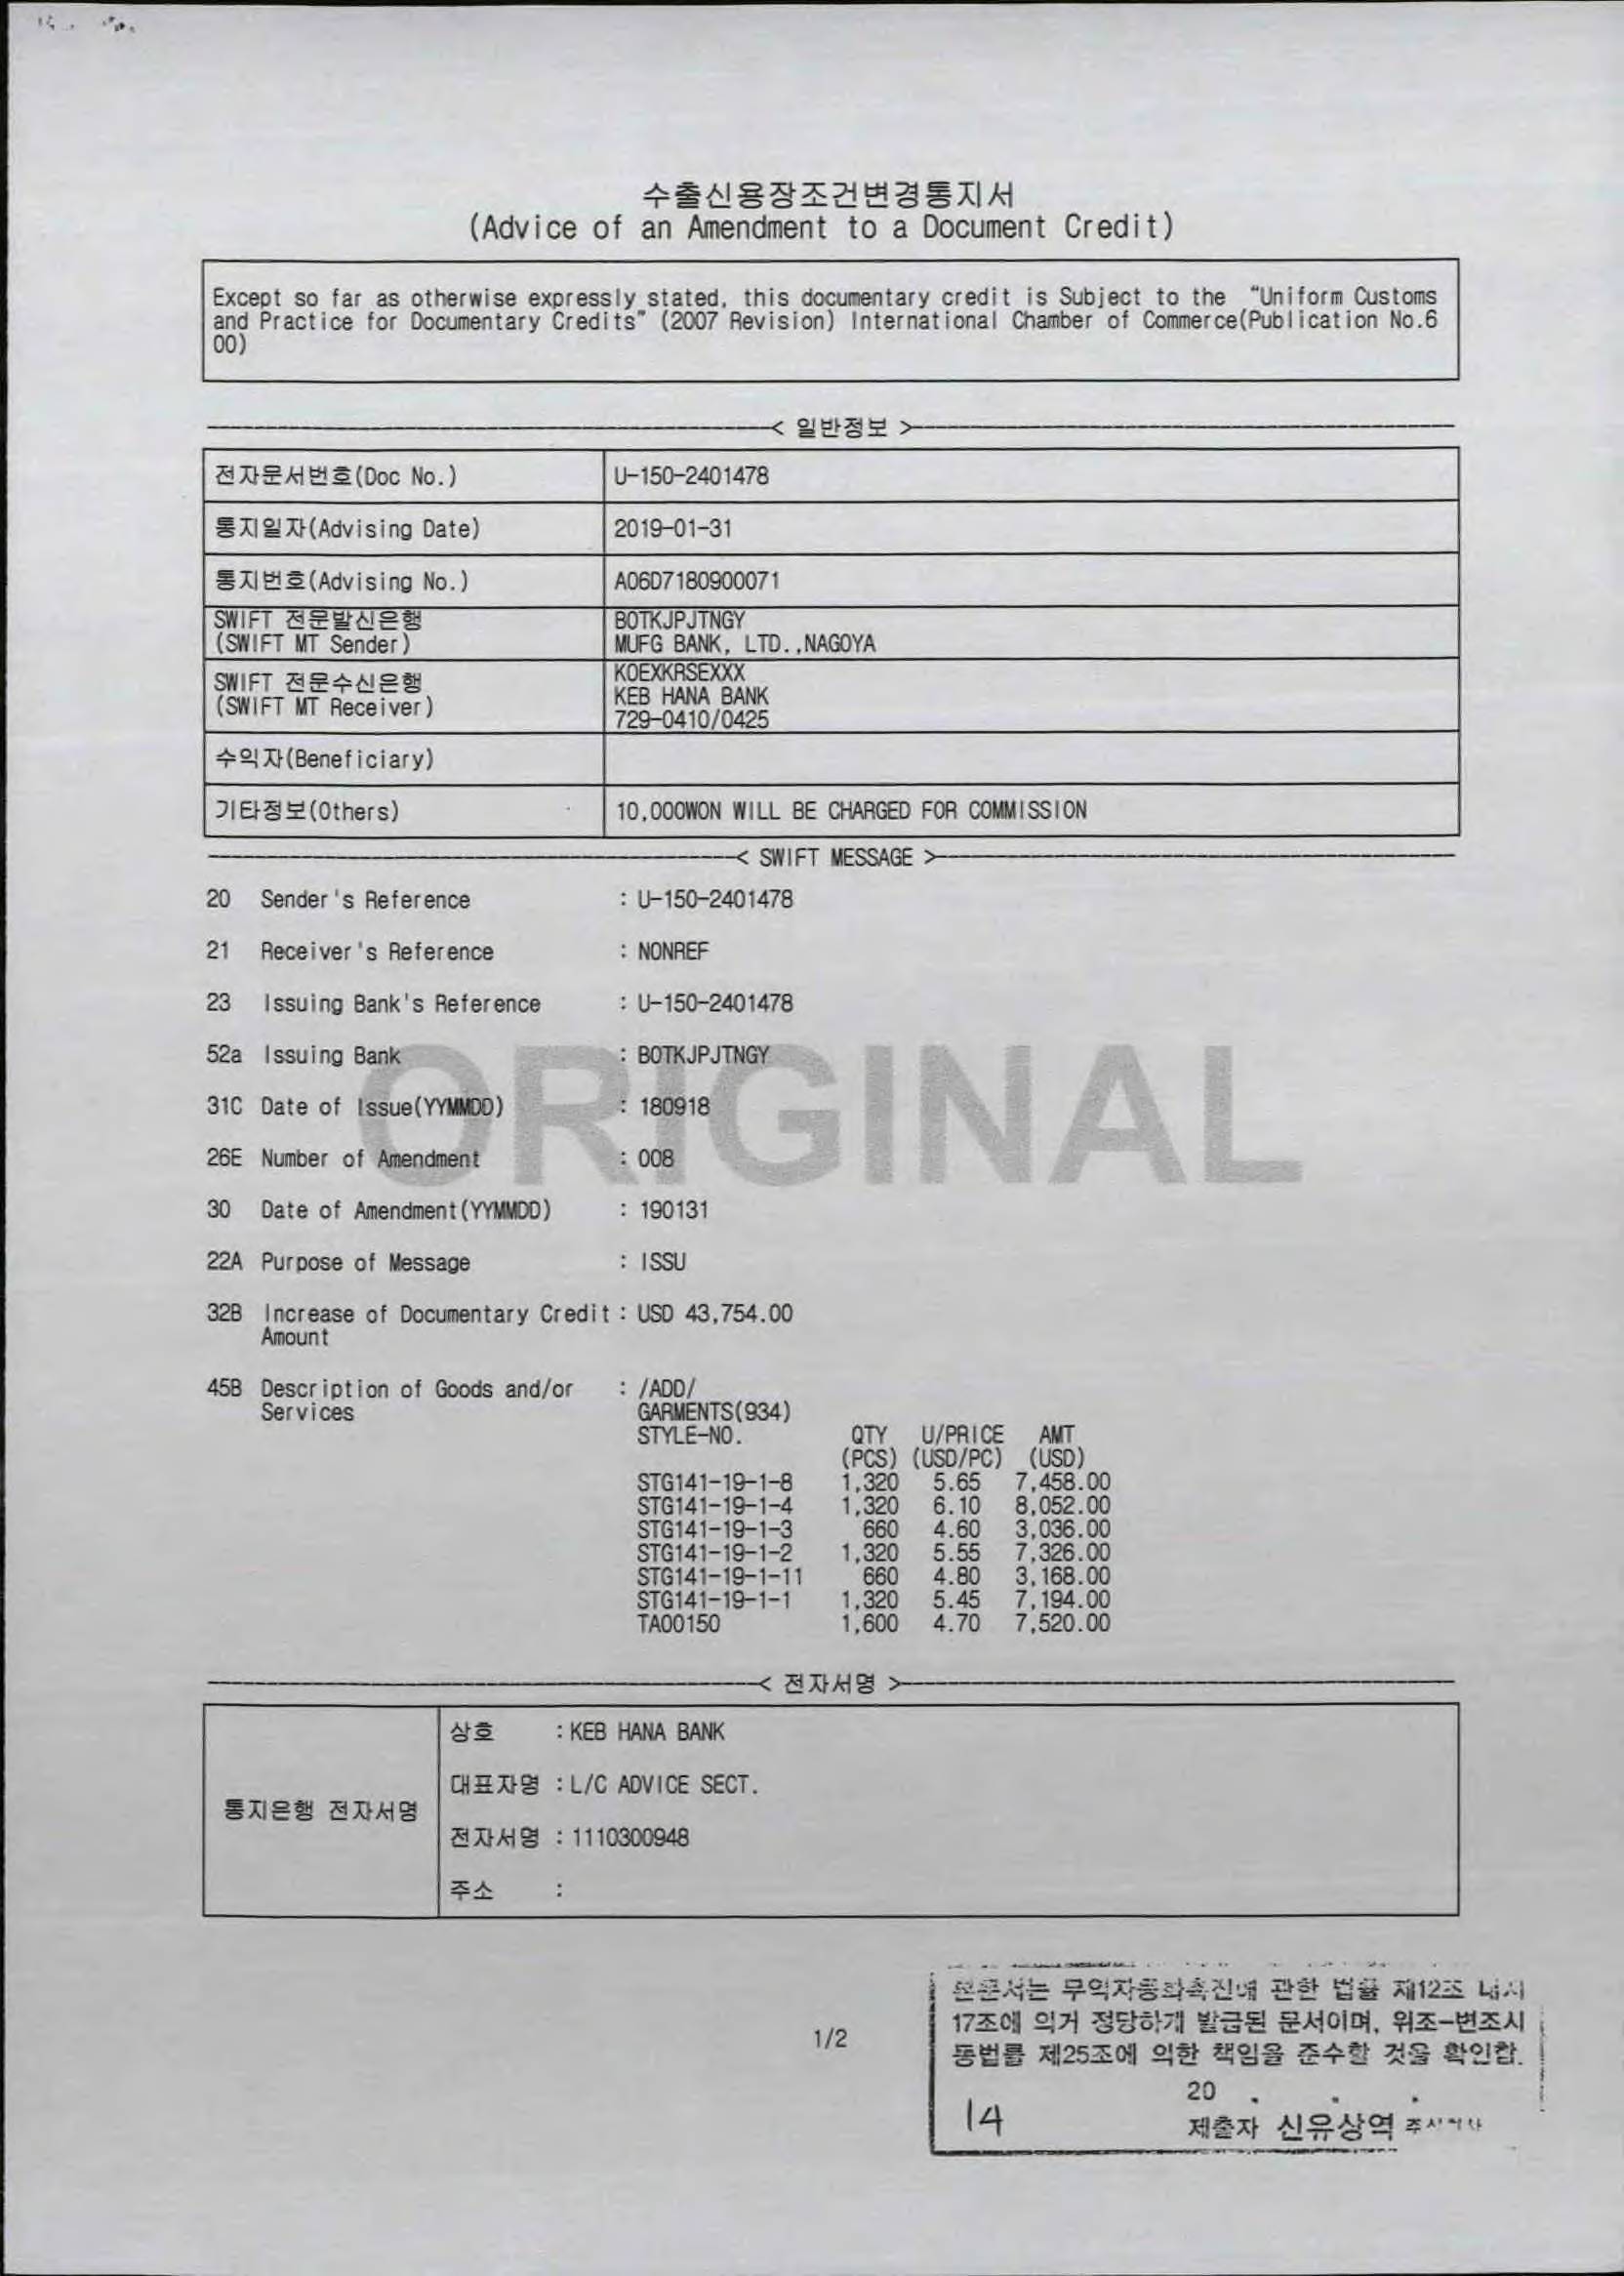 수출신용장조건변경통지서
(Advice of an Amendment to a Document Credit)
Except so far as otherwise expressly stated, this documentary credit is Subject to the "Uniform Customs
and Practice for Documentary Credits" (2007 Revision) International Chamber of Commerce(Publication No.6
00)
< 일반정보 >
전자문서번호(Doc No.) U-150-2401478
통지일자(Advising Date) 2019-01-31
통지번호(Advising No.) A06D7180900071
SWIFT 전문발신은행 BOTKJPJTNGY
(SWIFT MT Sender) MUFG BANK, LTD.,NAGOYA
KOEXKRSEXXX
SWIFT 전문수신은행 KEB HANA BANK
(SWIFT MT Receiver) 729-0410/0425
수익자(Beneficiary)
기타정보(Others) 10,000WON WILL BE CHARGED FOR COMMISSION
< SWIFT MESSAGE >
20 Sender's Reference : U-150-2401478
21 Receiver's Reference : NONREF
23 Issuing Bank's Reference : U-150-2401478
52a Issuing Bank : BOTKJPJTNGY
ORIGINAL
31C Date of Issue(YYMMDD) : 180918
26E Number of Amendment : 008
30 Date of Amendment(YYMMDD) : 190131
22A Purpose of Message : ISSU
32B Increase of Documentary Credit : USD 43,754.00
Amount
45B Description of Goods and/or : /ADD/
Services GARMENTS(934)
STYLE-NO. QTY U/PRICE AMT
(PCS) (USD/PC) (USD)
STG141-19-1-8 1,320 5.65 7,458.00
STG141-19-1-4 1,320 6.10 8,052.00
STG141-19-1-3 660 4.60 3,036.00
STG141-19-1-2 1,320 5.55 7,326.00
STG141-19-1-11 660 4.80 3,168.00
STG141-19-1-1 1,320 5.45 7,194.00
TA00150 1,600 4.70 7,520.00
< 전자서명 >
통지은행 전자서명
상호 : KEB HANA BANK
대표자명 : L/C ADVICE SECT.
전자서명 : 1110300948
주소 :
1/2
본문서는 무역자동화촉진에 관한 법률 제12조 내지
17조에 의거 정당하게 발급된 문서이며, 위조-변조시
동법률 제25조에 의한 책임을 준수할 것을 확인함.
20 . . .
14 제출자 신유상역 주식회사